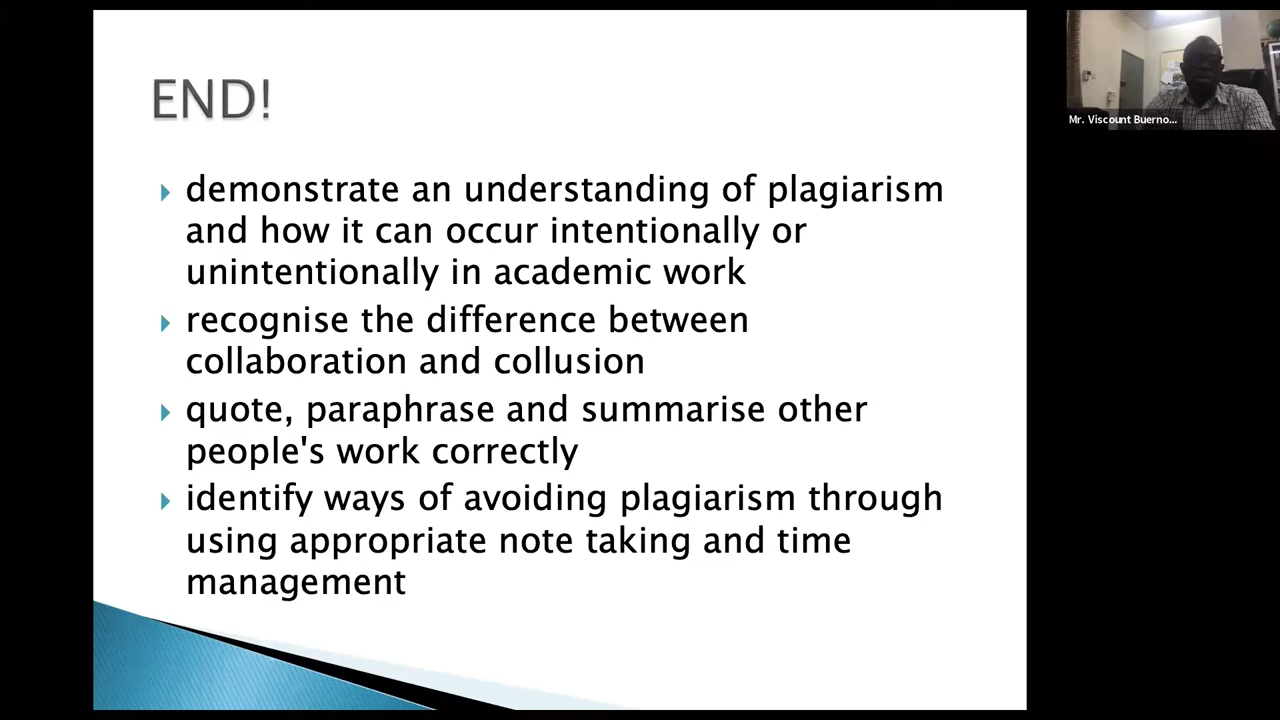 END!
demonstrate an understanding of plagiarism
and how it can occur intentionally or
unintentionally in academic work
recognise the difference between
collaboration and collusion
quote, paraphrase and summarise other
people's work correctly
identify ways of avoiding plagiarism through
using appropriate note taking and time
management
Mr. Viscount Buerno...